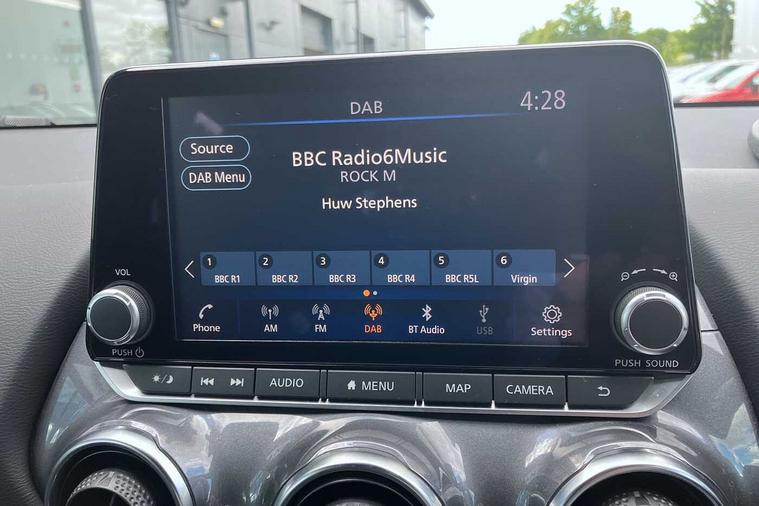 DAB
4:28
Source
BBC Radio6Music
ROCK M
DAB Menu
Huw Stephens
1 BBC R1
2 BBC R2
3 BBC R3
4 BBC R4
5 BBC R5L
6 Virgin
VOL
PUSH
Phone
AM
FM
DAB
BT Audio
USB
Settings
PUSH SOUND
AUDIO
MENU
MAP
CAMERA